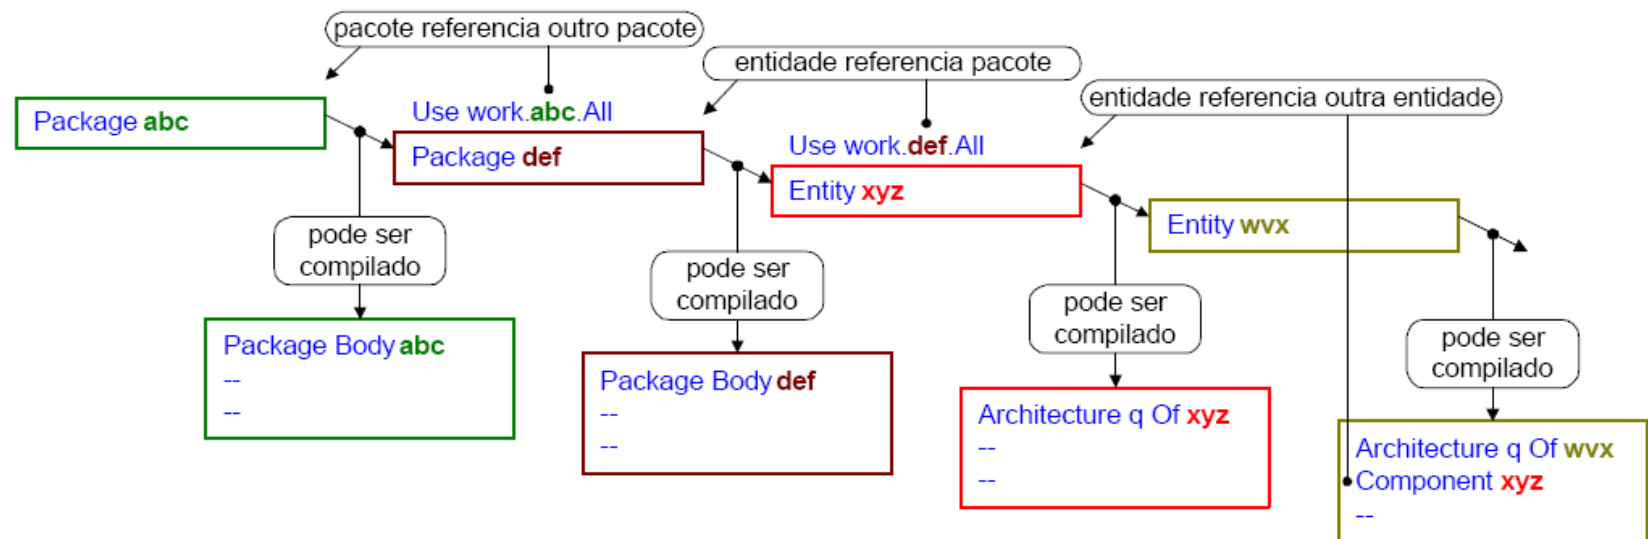 pacote referencia outro pacote
entidade referencia pacote
entidade referencia outra entidade
Package abc
Use work.abc.All
Package def
Use work.def.All
Entity xyz
Entity wvx
pode ser
compilado
pode ser
compilado
pode ser
compilado
pode ser
compilado
Package Body abc
--
--
Package Body def
--
--
Architecture q Of xyz
--
--
Architecture q Of wvx
Component xyz
--